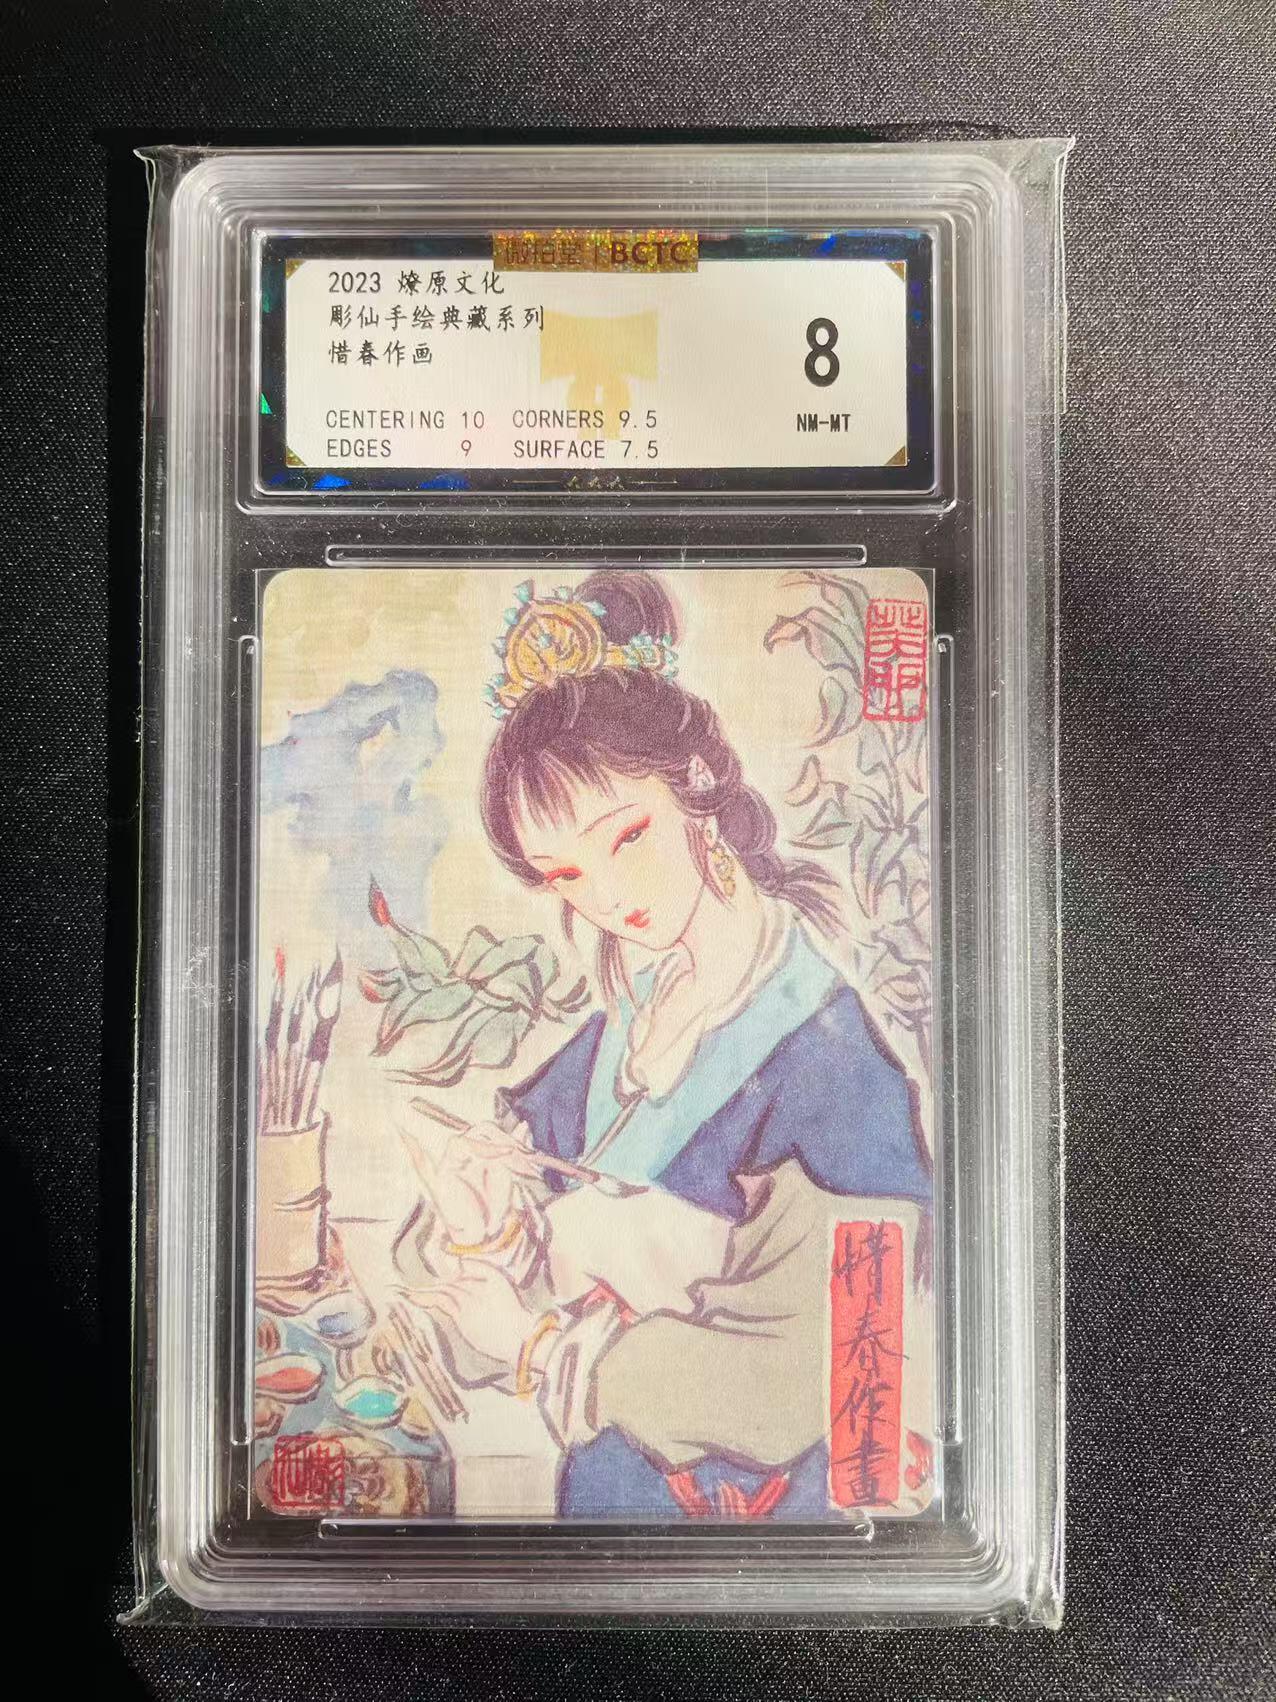 微拍堂 BCTC
2023 燎原文化
彫仙手绘典藏系列
惜春作画
CENTERING 10 CORNERS 9.5
EDGES 9 SURFACE 7.5
8
NM-MT
惜春作畫